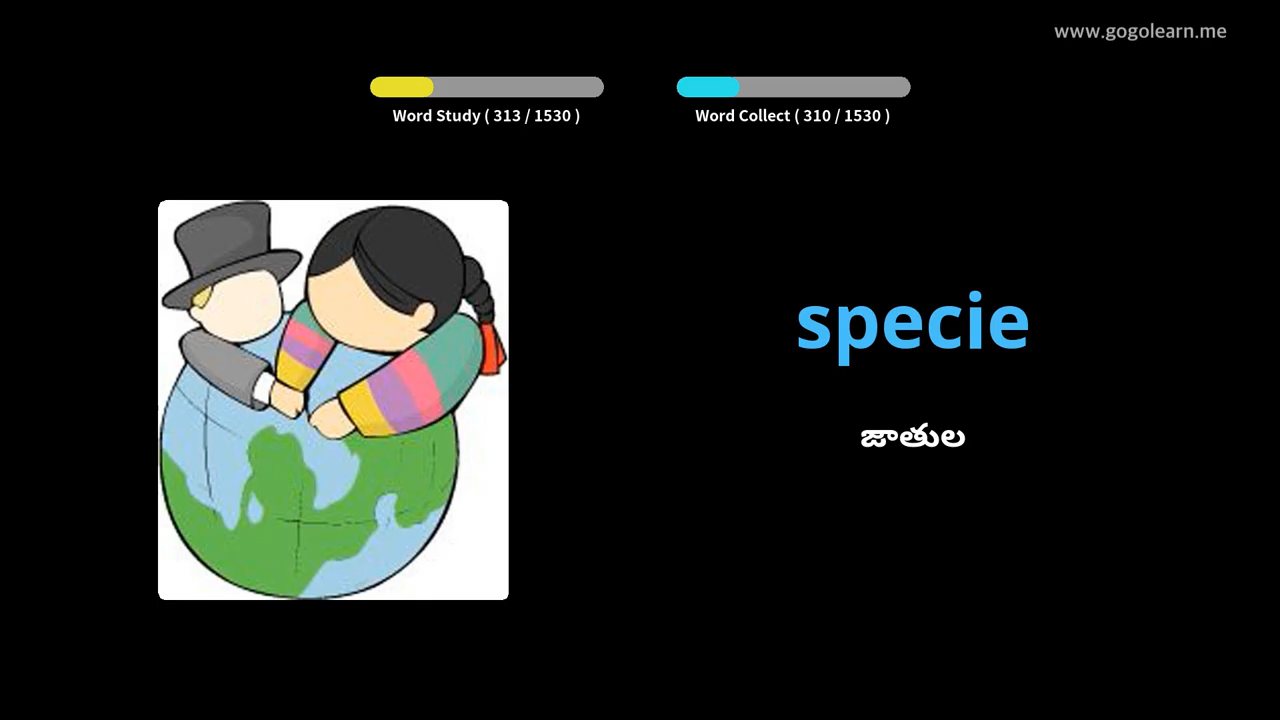 www.gogolearn.me
Word Study ( 313 / 1530 )
Word Collect ( 310 / 1530 )
specie
జాతుల